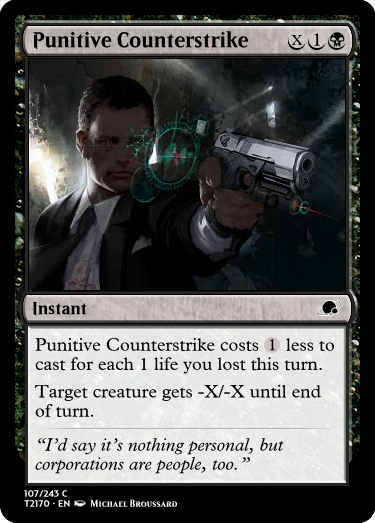 Punitive Counterstrike X1
Instant
Punitive Counterstrike costs 1 less to
cast for each 1 life you lost this turn.
Target creature gets -X/-X until end
of turn.
“I’d say it’s nothing personal, but
corporations are people, too.”
107/243 C
T2170 • EN Michael Broussard